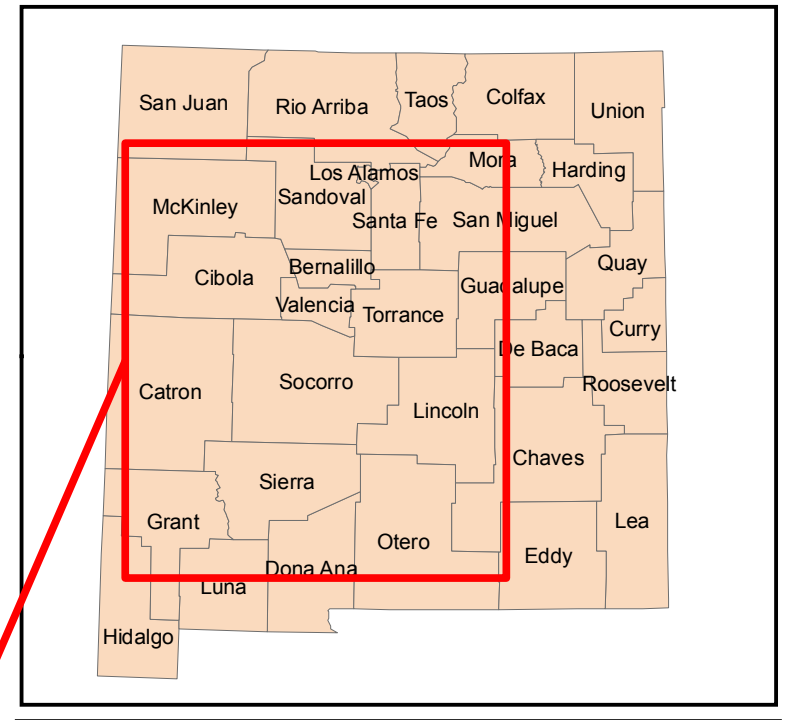 San Juan
Rio Arriba
Taos
Colfax
Union
Mora
Harding
Los Alamos
McKinley
Sandoval
Santa Fe
San Miguel
Cibola
Bernalillo
Quay
Guadalupe
Valencia
Torrance
Curry
De Baca
Catron
Socorro
Roosevelt
Lincoln
Chaves
Sierra
Grant
Lea
Otero
Eddy
Dona Ana
Luna
Hidalgo